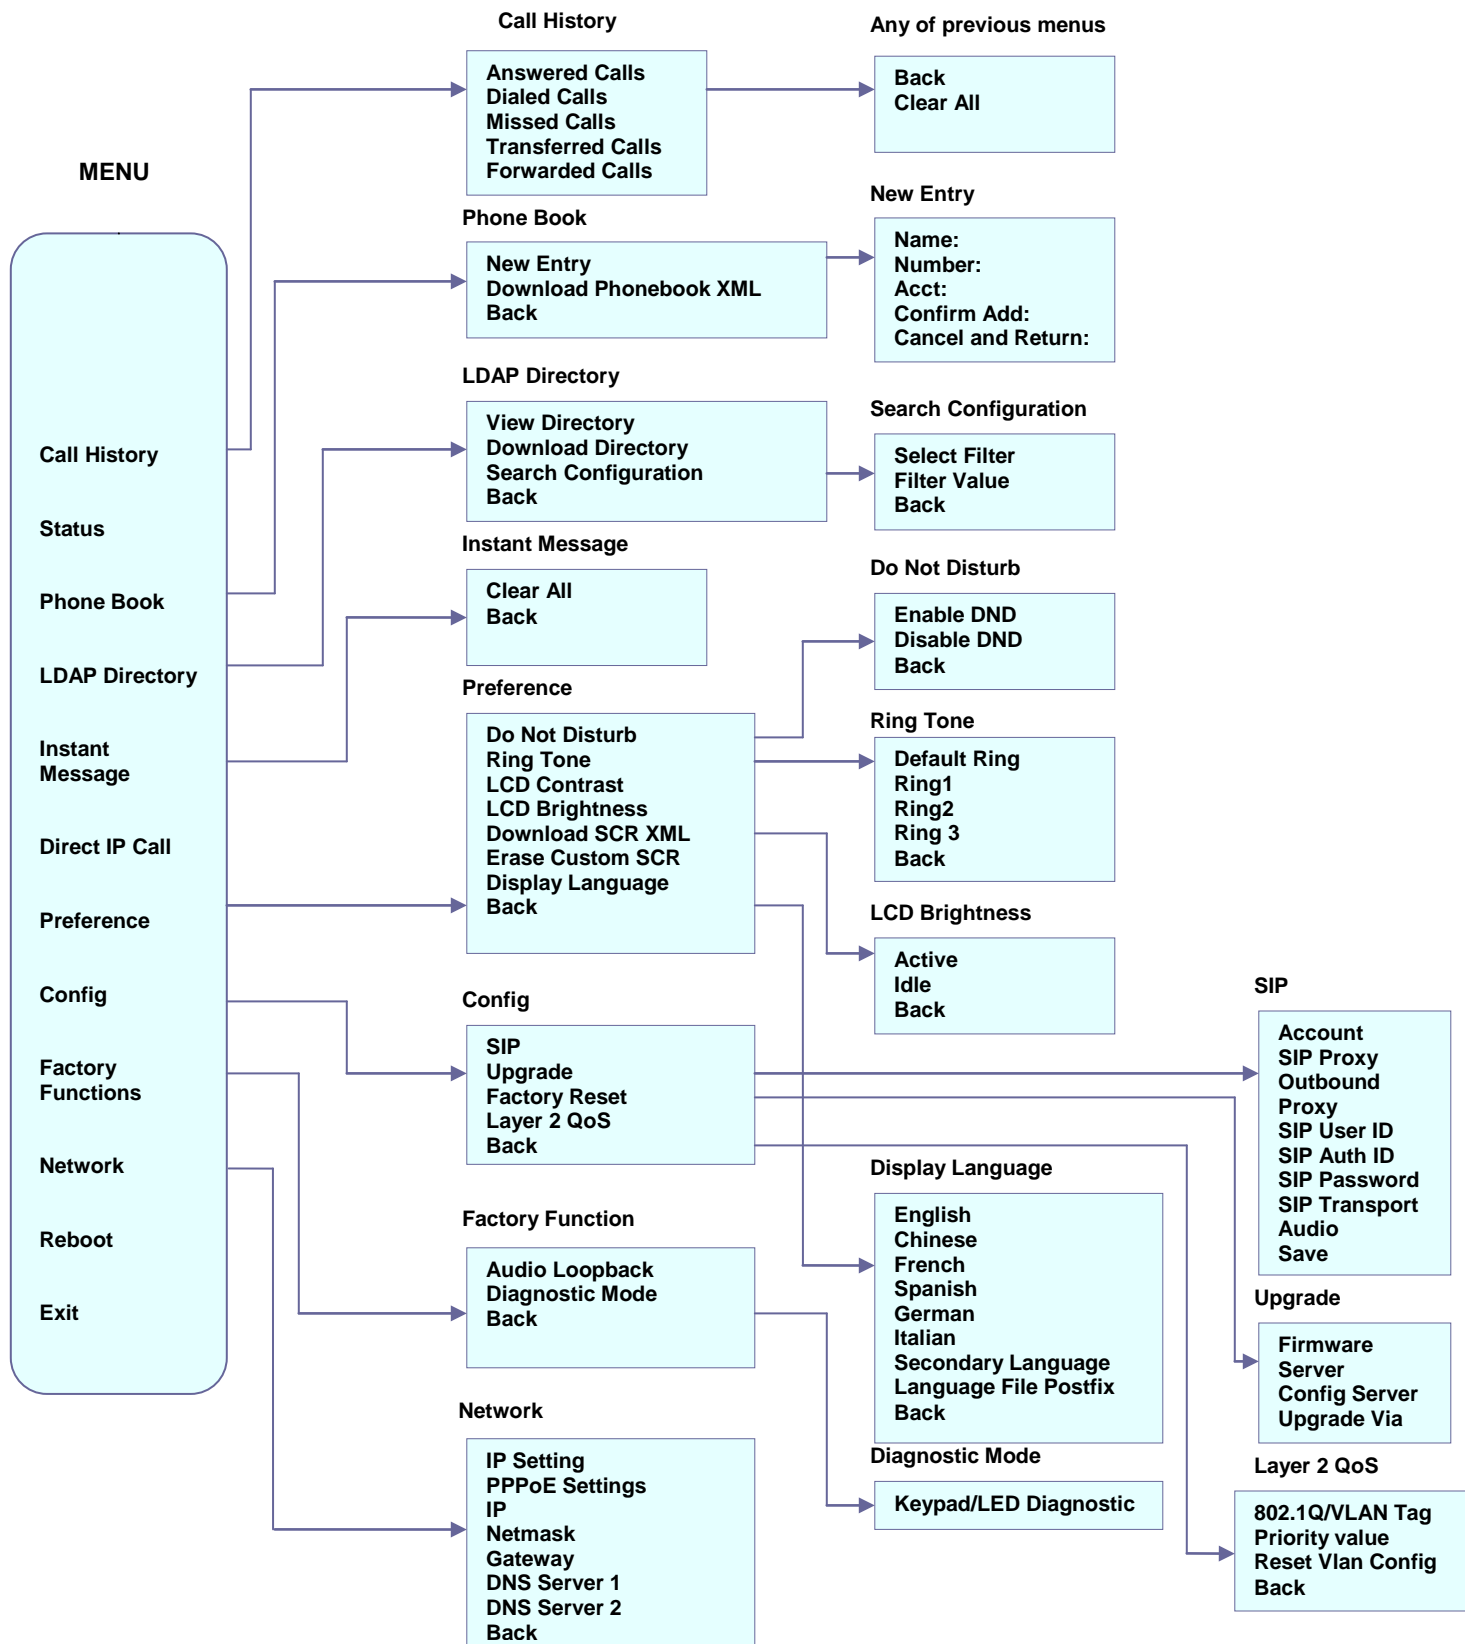 MENU
Call History
Status
Phone Book
LDAP Directory
Instant
Message
Direct IP Call
Preference
Config
Factory
Functions
Network
Reboot
Exit
Call History
Answered Calls
Dialed Calls
Missed Calls
Transferred Calls
Forwarded Calls
Any of previous menus
Back
Clear All
Phone Book
New Entry
Download Phonebook XML
Back
New Entry
Name:
Number:
Acct:
Confirm Add:
Cancel and Return:
LDAP Directory
View Directory
Download Directory
Search Configuration
Back
Search Configuration
Select Filter
Filter Value
Back
Instant Message
Clear All
Back
Preference
Do Not Disturb
Ring Tone
LCD Contrast
LCD Brightness
Download SCR XML
Erase Custom SCR
Display Language
Back
Do Not Disturb
Enable DND
Disable DND
Back
Ring Tone
Default Ring
Ring1
Ring2
Ring 3
Back
LCD Brightness
Active
Idle
Back
Config
SIP
Upgrade
Factory Reset
Layer 2 QoS
Back
SIP
Account
SIP Proxy
Outbound
Proxy
SIP User ID
SIP Auth ID
SIP Password
SIP Transport
Audio
Save
Display Language
English
Chinese
French
Spanish
German
Italian
Secondary Language
Language File Postfix
Back
Upgrade
Firmware
Server
Config Server
Upgrade Via
Factory Function
Audio Loopback
Diagnostic Mode
Back
Diagnostic Mode
Keypad/LED Diagnostic
Layer 2 QoS
802.1Q/VLAN Tag
Priority value
Reset Vlan Config
Back
Network
IP Setting
PPPoE Settings
IP
Netmask
Gateway
DNS Server 1
DNS Server 2
Back